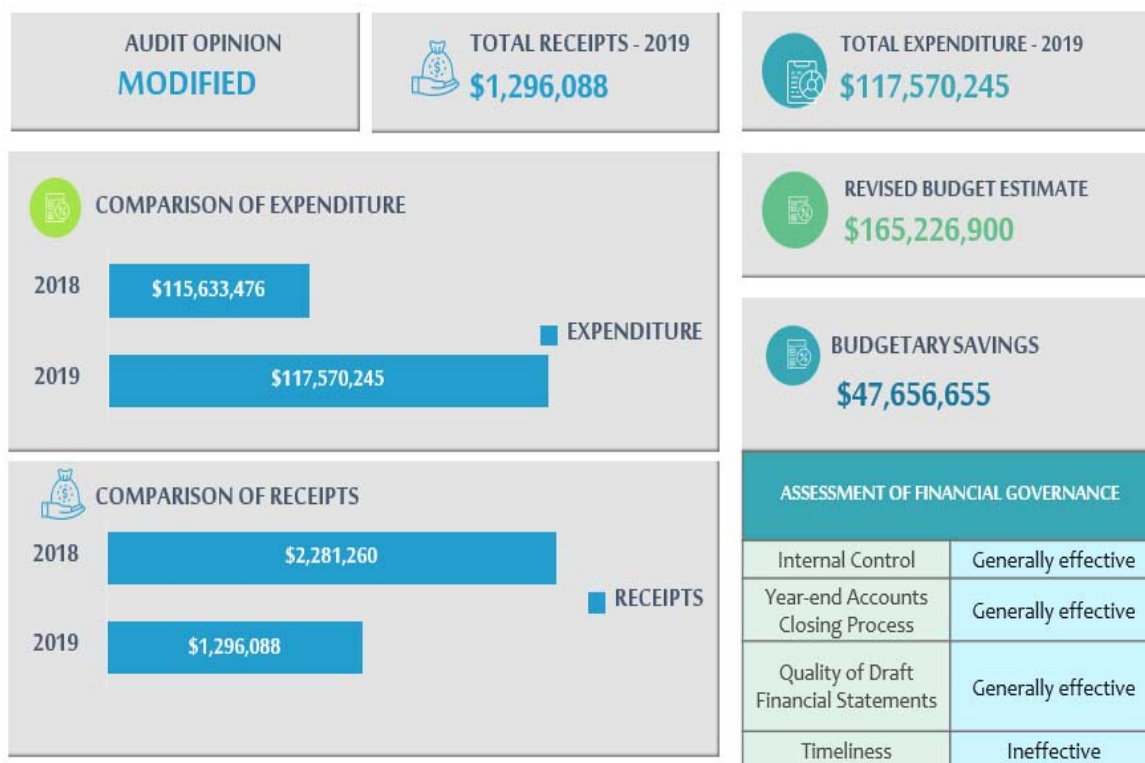 AUDIT OPINION
MODIFIED
TOTAL RECEIPTS - 2019
$1,296,088
TOTAL EXPENDITURE - 2019
$117,570,245
COMPARISON OF EXPENDITURE
2018
$115,633,476
EXPENDITURE
2019
$117,570,245
REVISED BUDGET ESTIMATE
$165,226,900
BUDGETARY SAVINGS
$47,656,655
COMPARISON OF RECEIPTS
2018
$2,281,260
RECEIPTS
2019
$1,296,088
ASSESSMENT OF FINANCIAL GOVERNANCE
Internal Control
Generally effective
Year-end Accounts
Closing Process
Generally effective
Quality of Draft
Financial Statements
Generally effective
Timeliness
Ineffective